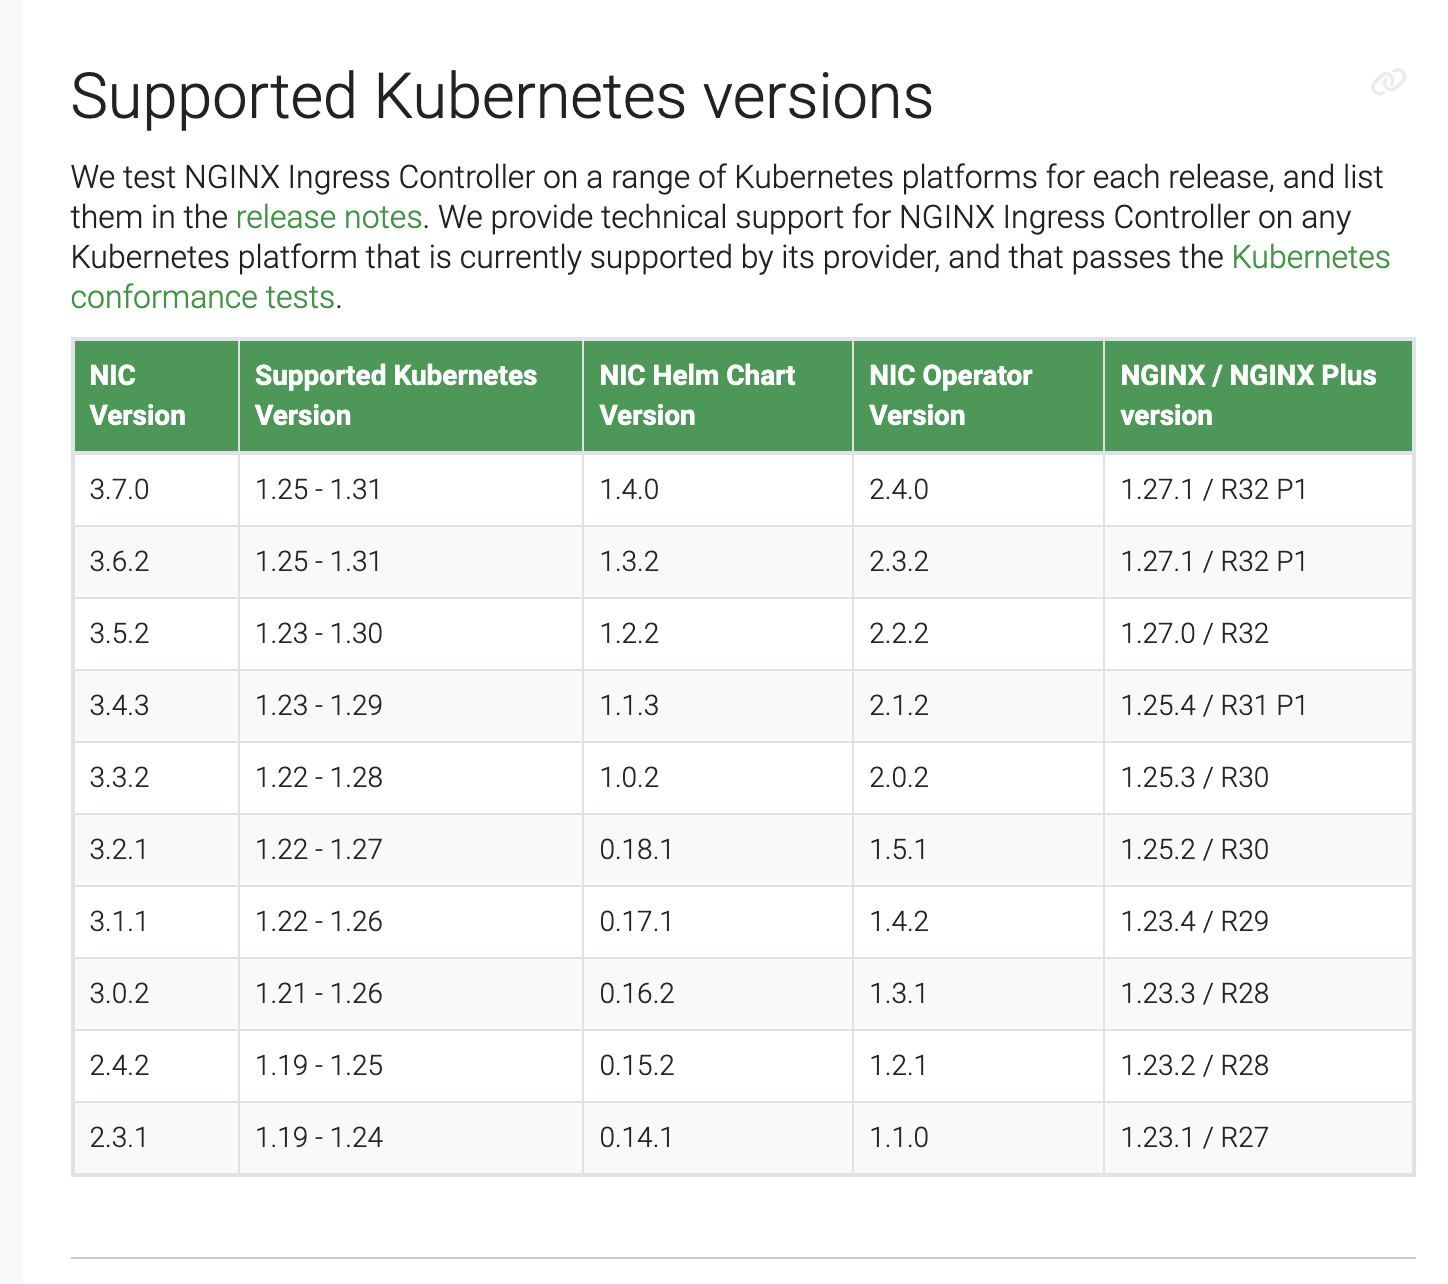 Supported Kubernetes versions
We test NGINX Ingress Controller on a range of Kubernetes platforms for each release, and list
them in the release notes. We provide technical support for NGINX Ingress Controller on any
Kubernetes platform that is currently supported by its provider, and that passes the Kubernetes
conformance tests.
NIC Version Supported Kubernetes Version NIC Helm Chart Version NIC Operator Version NGINX / NGINX Plus version
3.7.0 1.25 - 1.31 1.4.0 2.4.0 1.27.1 / R32 P1
3.6.2 1.25 - 1.31 1.3.2 2.3.2 1.27.1 / R32 P1
3.5.2 1.23 - 1.30 1.2.2 2.2.2 1.27.0 / R32
3.4.3 1.23 - 1.29 1.1.3 2.1.2 1.25.4 / R31 P1
3.3.2 1.22 - 1.28 1.0.2 2.0.2 1.25.3 / R30
3.2.1 1.22 - 1.27 0.18.1 1.5.1 1.25.2 / R30
3.1.1 1.22 - 1.26 0.17.1 1.4.2 1.23.4 / R29
3.0.2 1.21 - 1.26 0.16.2 1.3.1 1.23.3 / R28
2.4.2 1.19 - 1.25 0.15.2 1.2.1 1.23.2 / R28
2.3.1 1.19 - 1.24 0.14.1 1.1.0 1.23.1 / R27